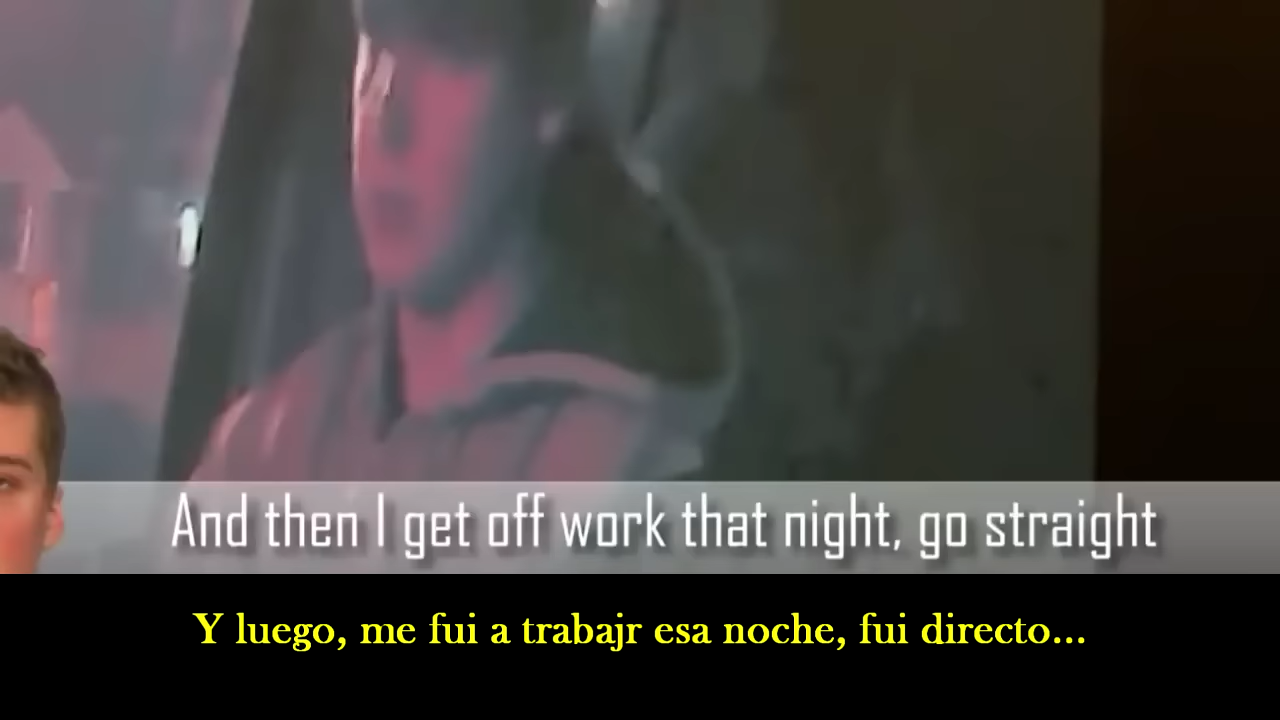 And then I get off work that night, go straight
Y luego, me fui a trabajr esa noche, fui directo...